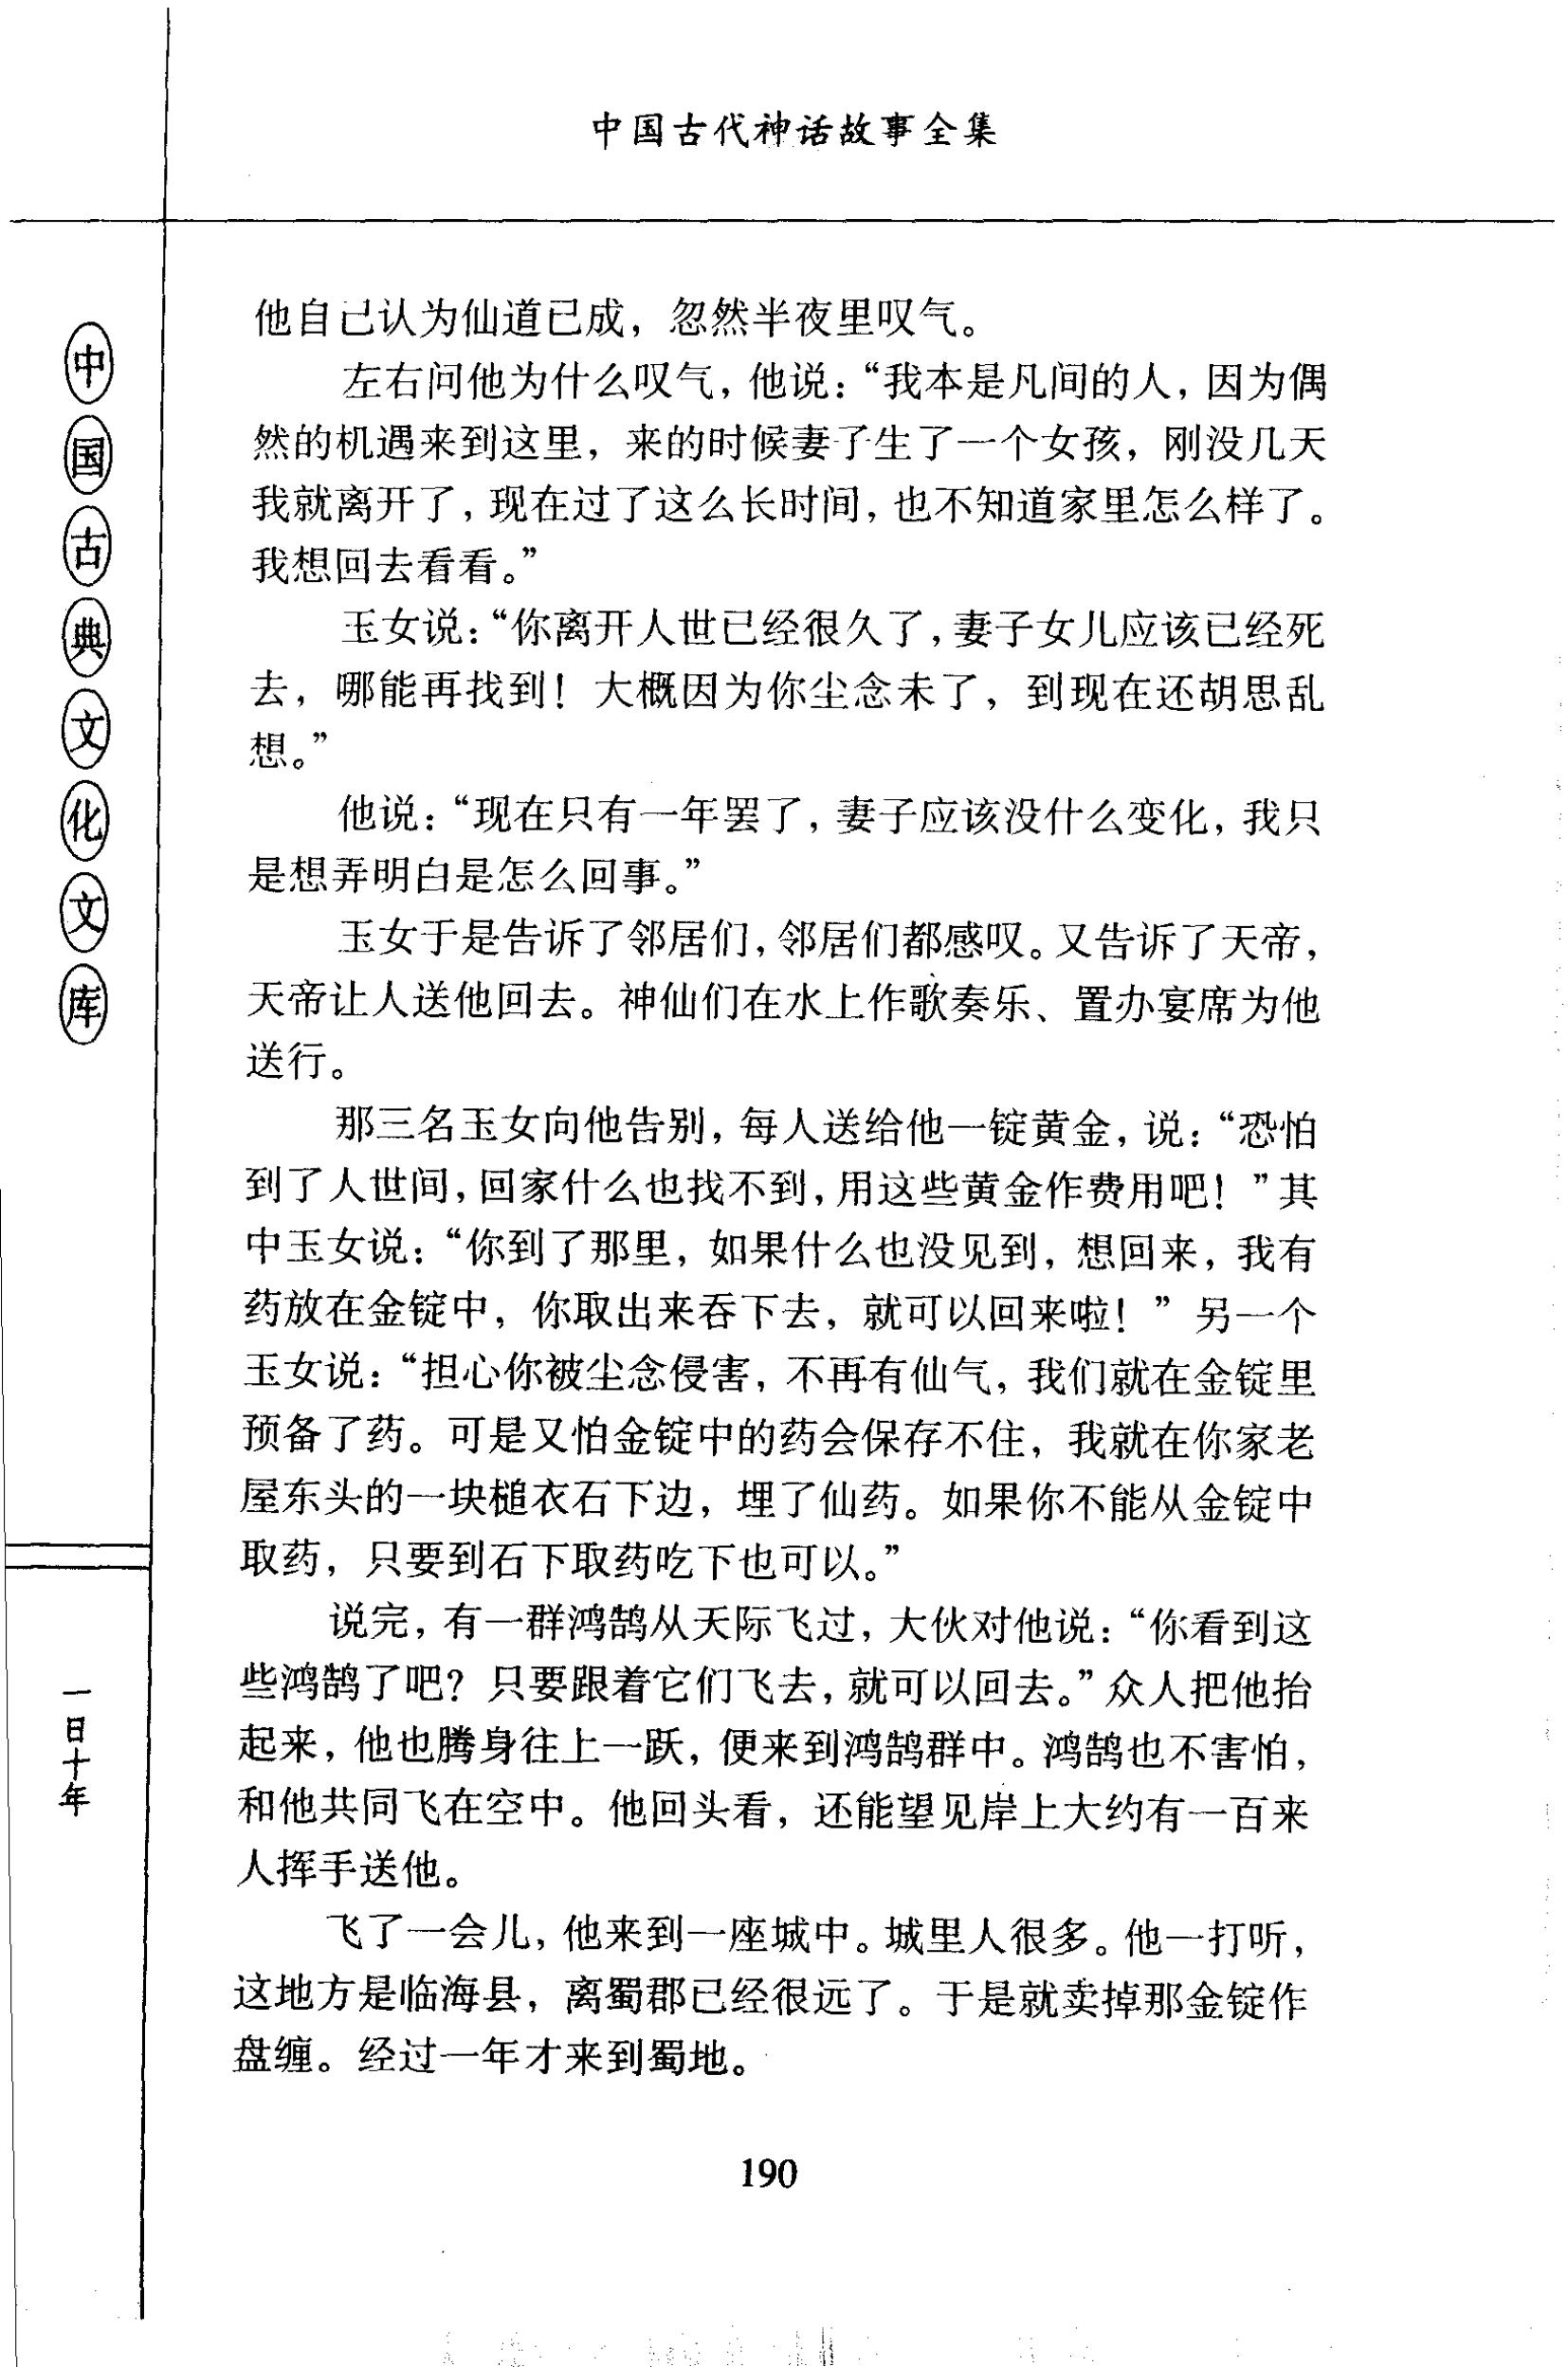 中国古代神话故事全集
中国古典文化文库
他自已认为仙道已成，忽然半夜里叹气。
左右问他为什么叹气，他说：“我本是凡间的人，因为偶
然的机遇来到这里，来的时候妻子生了一个女孩，刚没几天
我就离开了，现在过了这么长时间，也不知道家里怎么样了。
我想回去看看。”
玉女说：“你离开人世已经很久了，妻子女儿应该已经死
去，哪能再找到！大概因为你尘念未了，到现在还胡思乱
想。”
他说：“现在只有一年罢了，妻子应该没什么变化，我只
是想弄明白是怎么回事。”
玉女于是告诉了邻居们，邻居们都感叹。又告诉了天帝，
天帝让人送他回去。神仙们在水上作歌奏乐、置办宴席为他
送行。
那三名玉女向他告别，每人送给他一锭黄金，说：“恐怕
到了人世间，回家什么也找不到，用这些黄金作费用吧！”其
中玉女说：“你到了那里，如果什么也没见到，想回来，我有
药放在金锭中，你取出来吞下去，就可以回来啦！”另一个
玉女说：“担心你被尘念侵害，不再有仙气，我们就在金锭里
预备了药。可是又怕金锭中的药会保存不住，我就在你家老
屋东头的一块槌衣石下边，埋了仙药。如果你不能从金锭中
取药，只要到石下取药吃下也可以。”
说完，有一群鸿鹄从天际飞过，大伙对他说：“你看到这
些鸿鹄了吧？只要跟着它们飞去，就可以回去。”众人把他抬
起来，他也腾身往上一跃，便来到鸿鹄群中。鸿鹄也不害怕，
和他共同飞在空中。他回头看，还能望见岸上大约有一百来
人挥手送他。
飞了一会儿，他来到一座城中。城里人很多。他一打听，
这地方是临海县，离蜀郡已经很远了。于是就卖掉那金锭作
盘缠。经过一年才来到蜀地。
一日十年
190